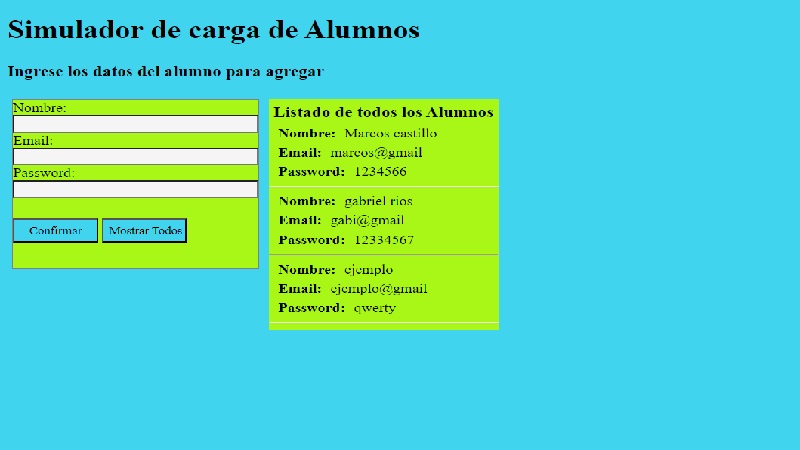 Simulador de carga de Alumnos
Ingrese los datos del alumno para agregar
Nombre:
Email:
Password:
Confirmar
Mostrar Todos
Listado de todos los Alumnos
Nombre: Marcos castillo
Email: marcos@gmail
Password: 1234566
Nombre: gabriel rios
Email: gabi@gmail
Password: 12334567
Nombre: ejemplo
Email: ejemplo@gmail
Password: qwerty